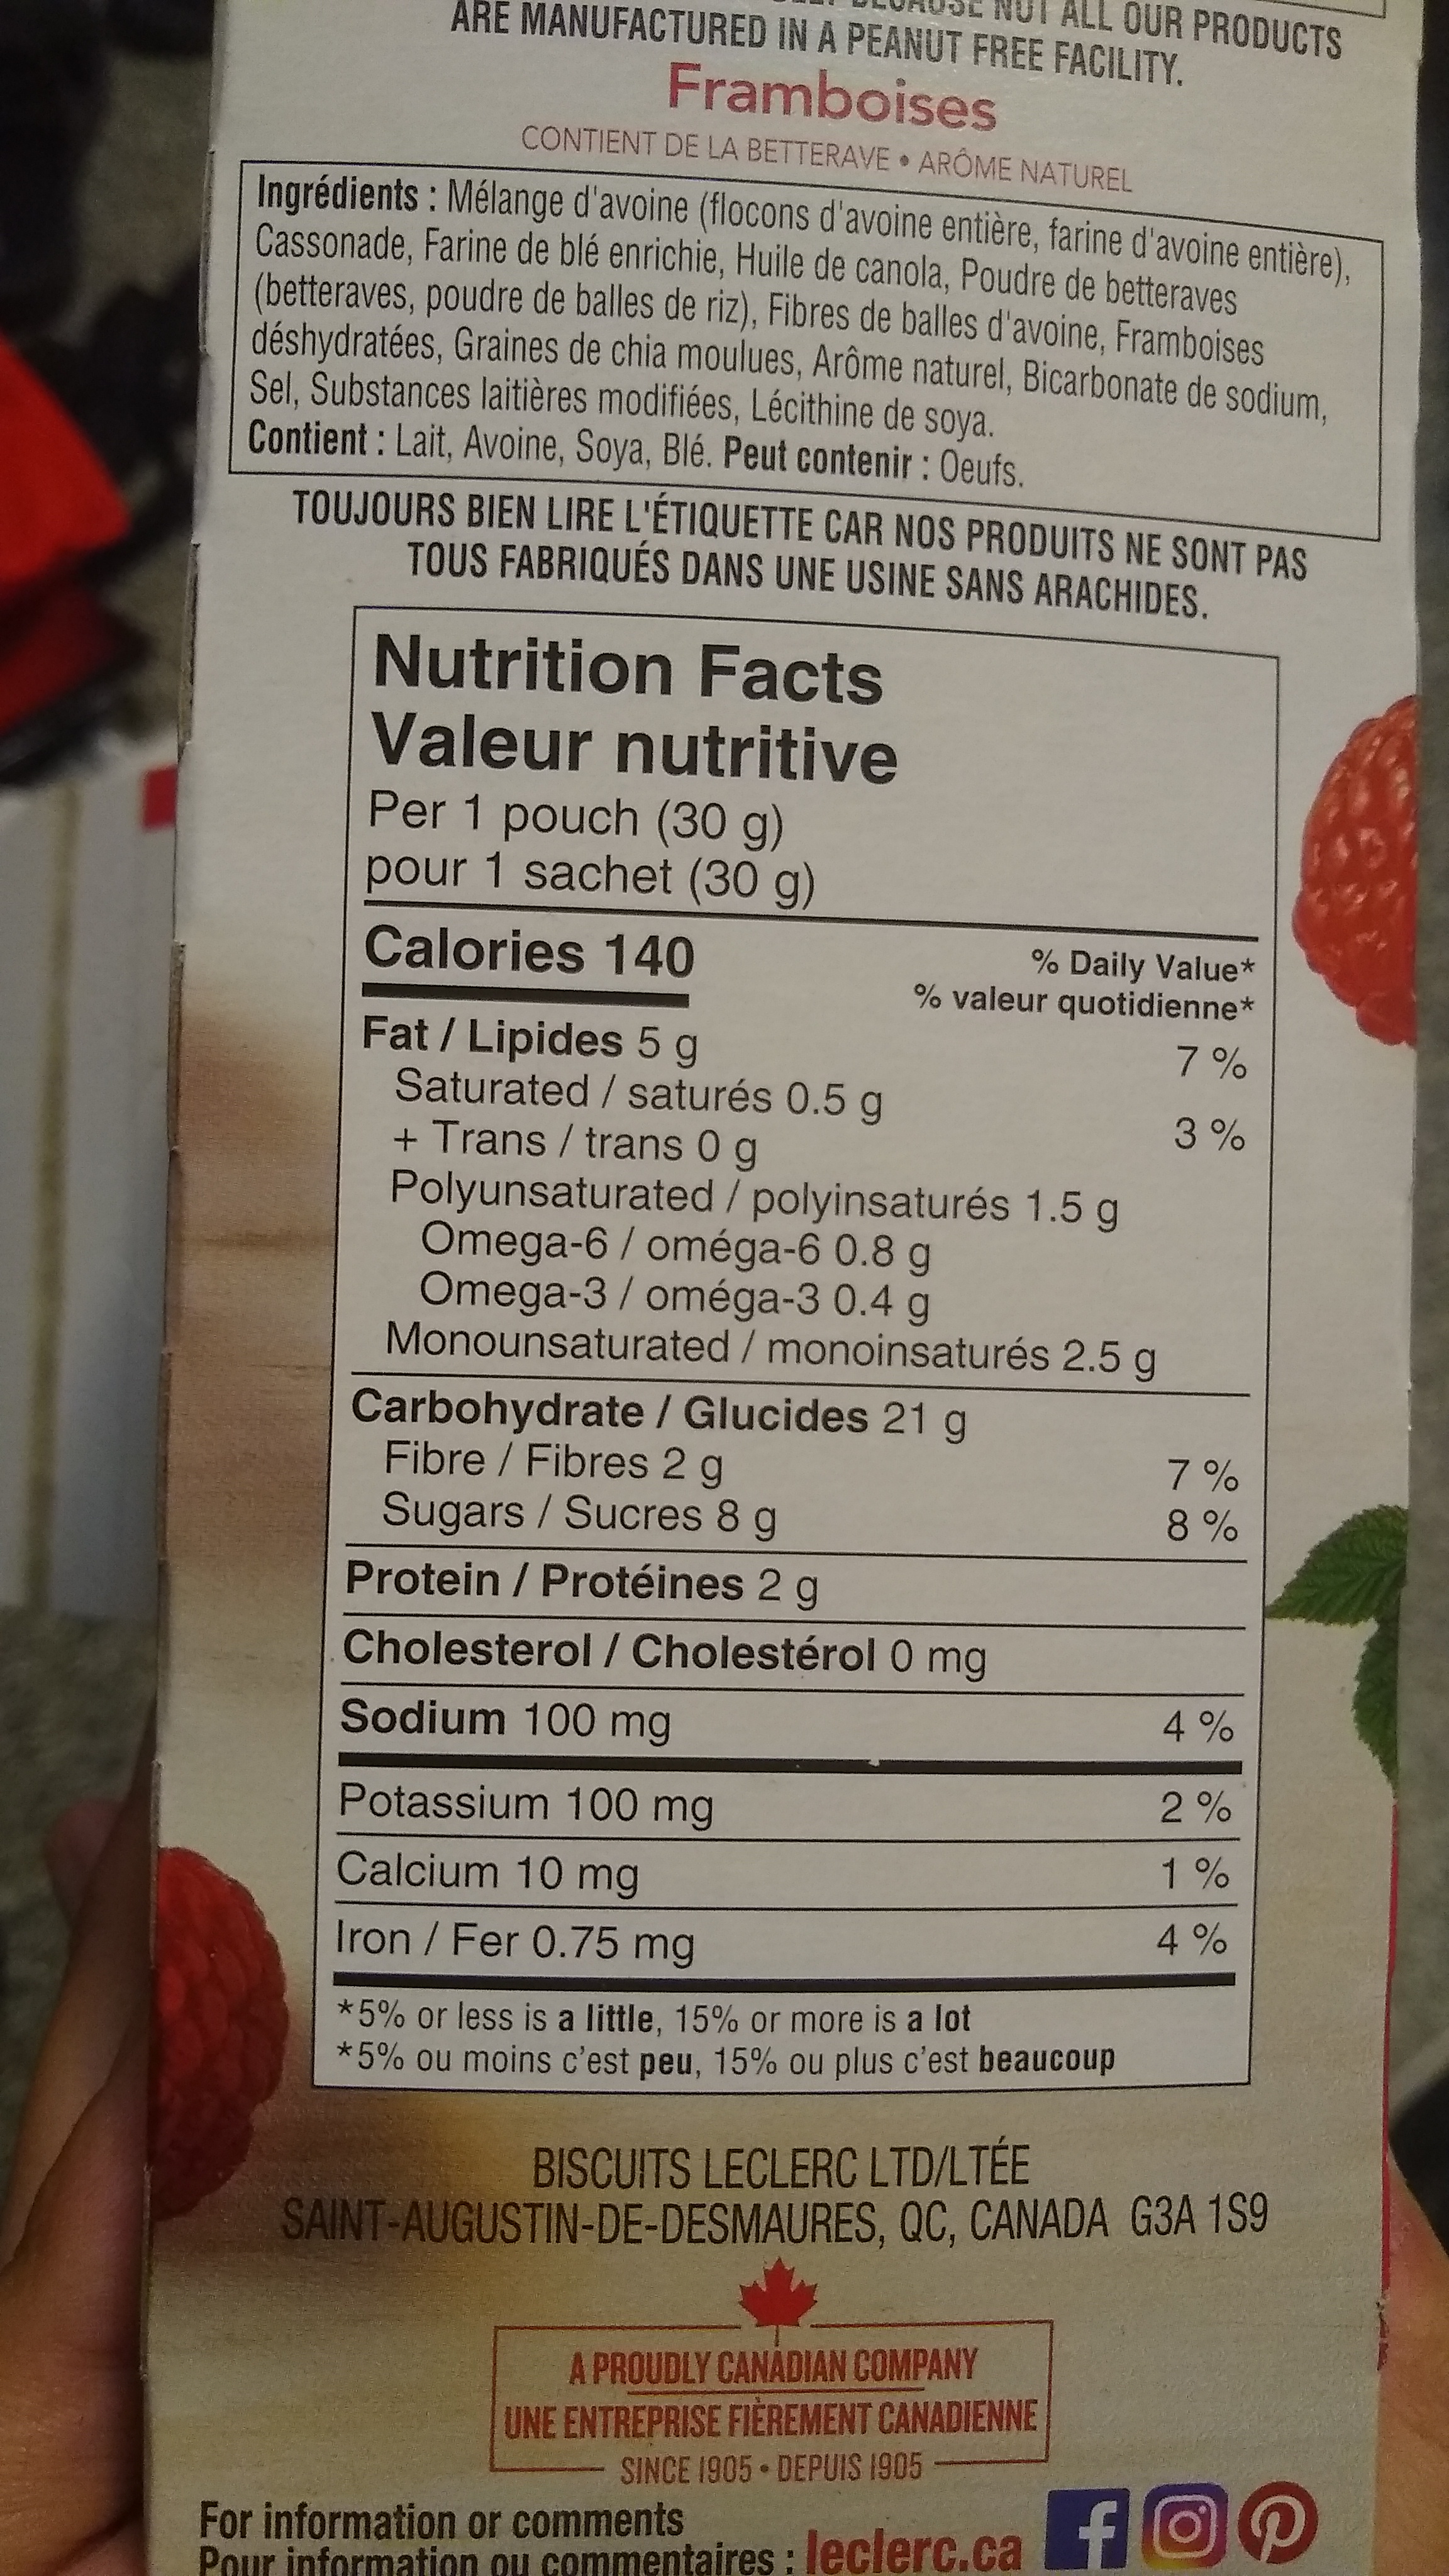 BECAUSE NOT ALL OUR PRODUCTS
ARE MANUFACTURED IN A PEANUT FREE FACILITY.
Framboises
CONTIENT DE LA BETTERAVE • ARÔME NATUREL
Ingrédients : Mélange d'avoine (flocons d'avoine entière, farine d'avoine entière),
Cassonade, Farine de blé enrichie, Huile de canola, Poudre de betteraves
(betteraves, poudre de balles de riz), Fibres de balles d'avoine, Framboises
déshydratées, Graines de chia moulues, Arôme naturel, Bicarbonate de sodium,
Sel, Substances laitières modifiées, Lécithine de soya.
Contient : Lait, Avoine, Soya, Blé. Peut contenir : Oeufs.
TOUJOURS BIEN LIRE L'ÉTIQUETTE CAR NOS PRODUITS NE SONT PAS
TOUS FABRIQUÉS DANS UNE USINE SANS ARACHIDES.
Nutrition Facts
Valeur nutritive
Per 1 pouch (30 g)
pour 1 sachet (30 g)
Calories 140 % Daily Value*
% valeur quotidienne*
Fat / Lipides 5 g 7 %
Saturated / saturés 0.5 g
+ Trans / trans 0 g 3 %
Polyunsaturated / polyinsaturés 1.5 g
Omega-6 / oméga-6 0.8 g
Omega-3 / oméga-3 0.4 g
Monounsaturated / monoinsaturés 2.5 g
Carbohydrate / Glucides 21 g
Fibre / Fibres 2 g 7 %
Sugars / Sucres 8 g 8 %
Protein / Protéines 2 g
Cholesterol / Cholestérol 0 mg
Sodium 100 mg 4 %
Potassium 100 mg 2 %
Calcium 10 mg 1 %
Iron / Fer 0.75 mg 4 %
*5% or less is a little, 15% or more is a lot
*5% ou moins c'est peu, 15% ou plus c'est beaucoup
BISCUITS LECLERC LTD/LTÉE
SAINT-AUGUSTIN-DE-DESMAURES, QC, CANADA G3A 1S9
A PROUDLY CANADIAN COMPANY
UNE ENTREPRISE FIÈREMENT CANADIENNE
SINCE 1905 • DEPUIS 1905
For information or comments
Pour information ou commentaires : leclerc.ca